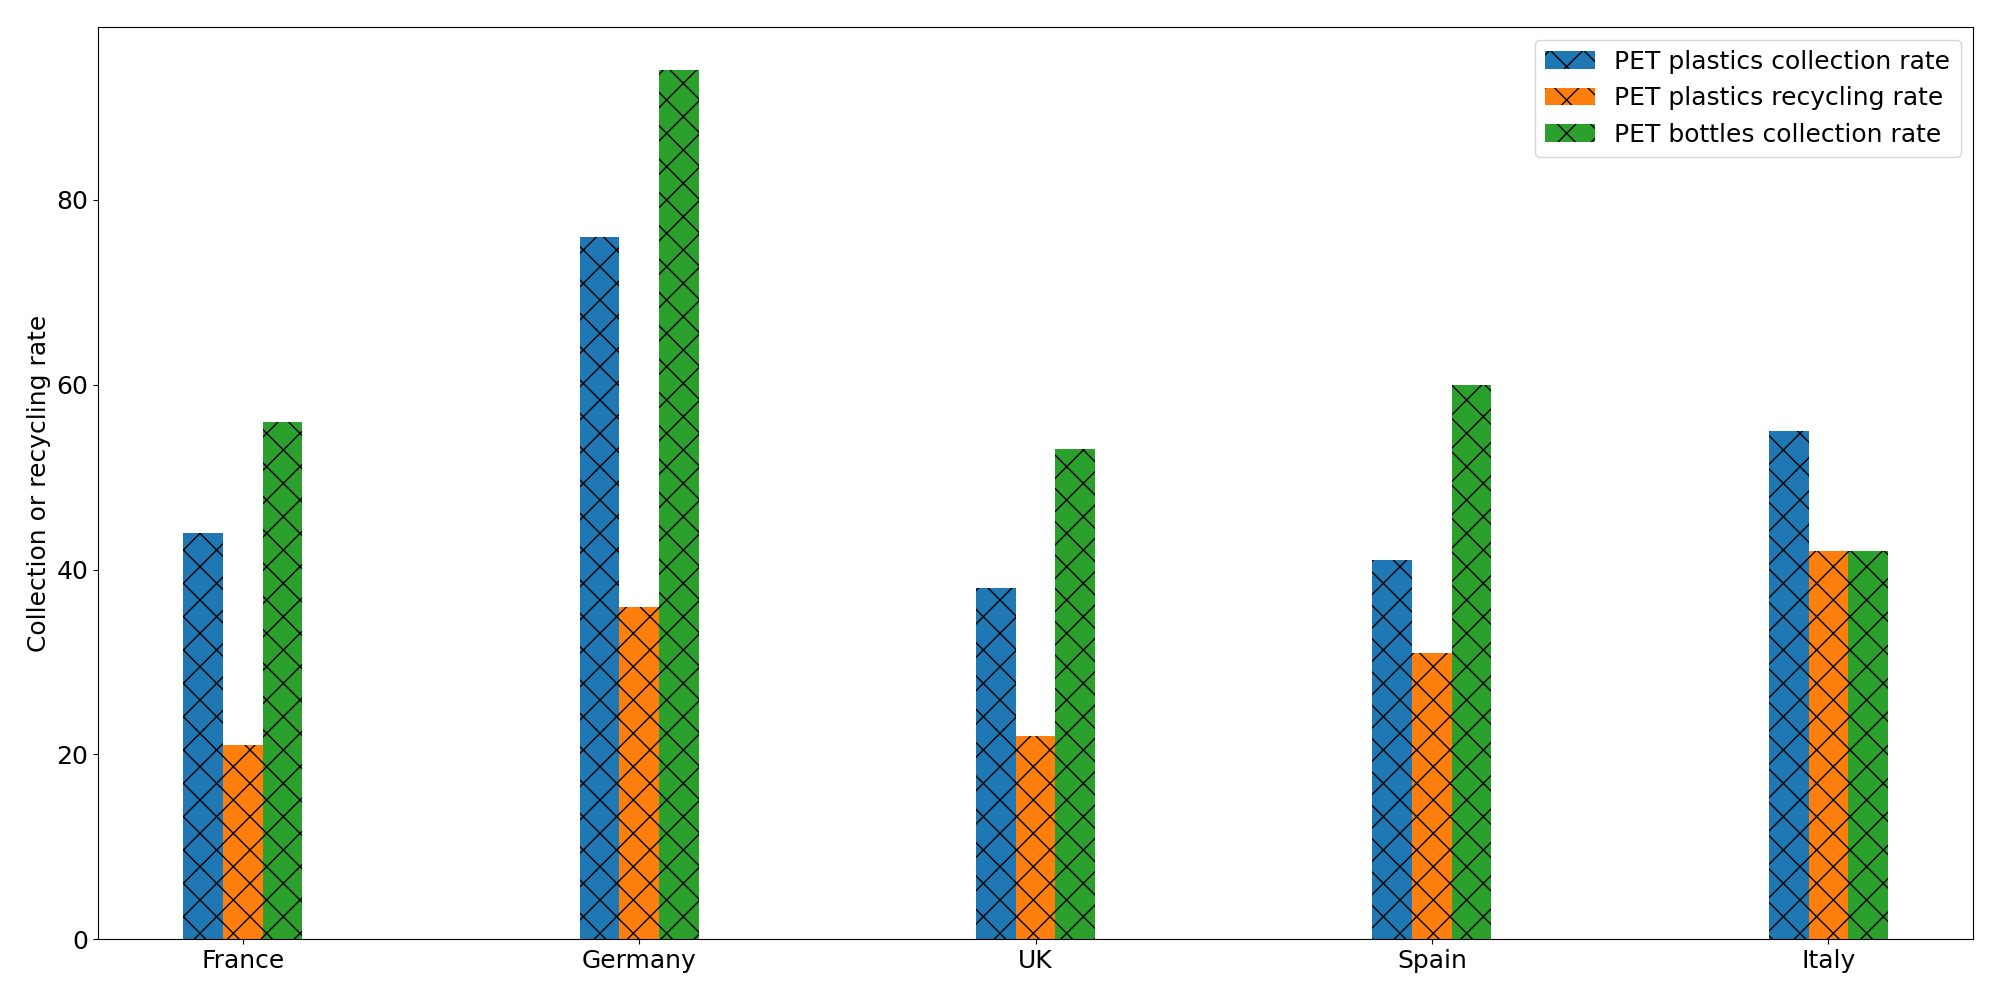 PET plastics collection rate
PET plastics recycling rate
PET bottles collection rate
Collection or recycling rate
80
60
40
20
0
France Germany UK Spain Italy